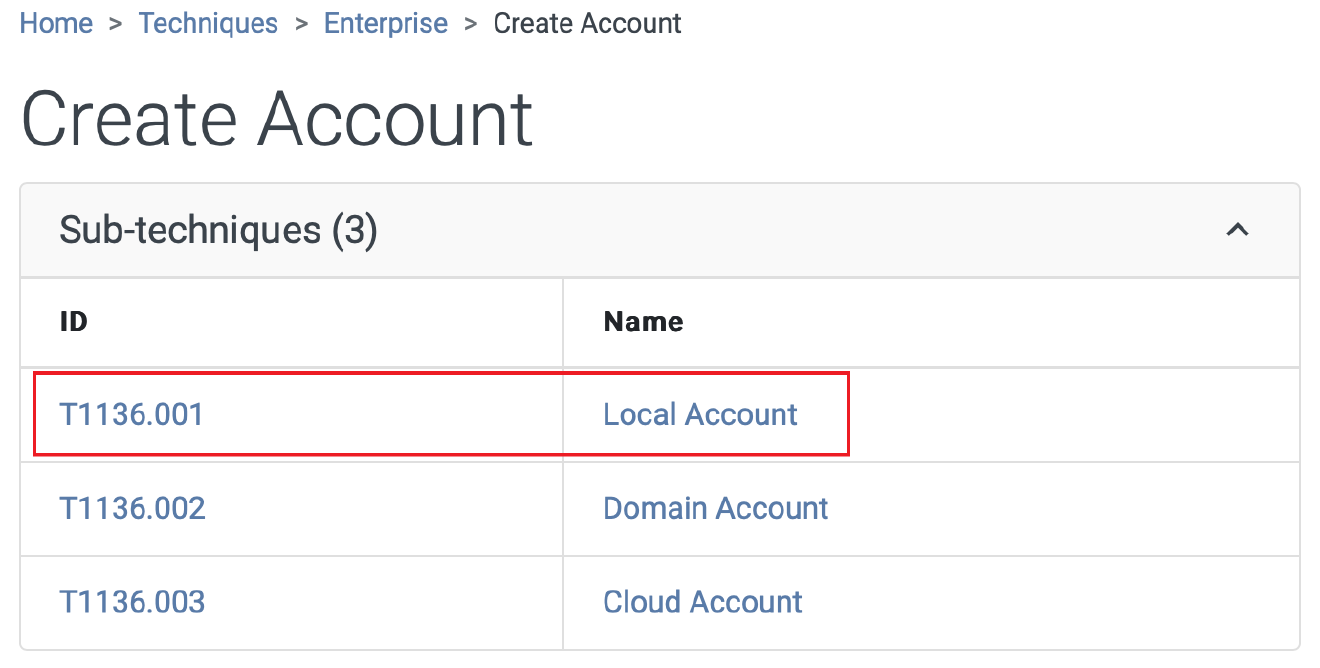 Home > Techniques > Enterprise > Create Account
Create Account
Sub-techniques (3)
ID Name
T1136.001 Local Account
T1136.002 Domain Account
T1136.003 Cloud Account